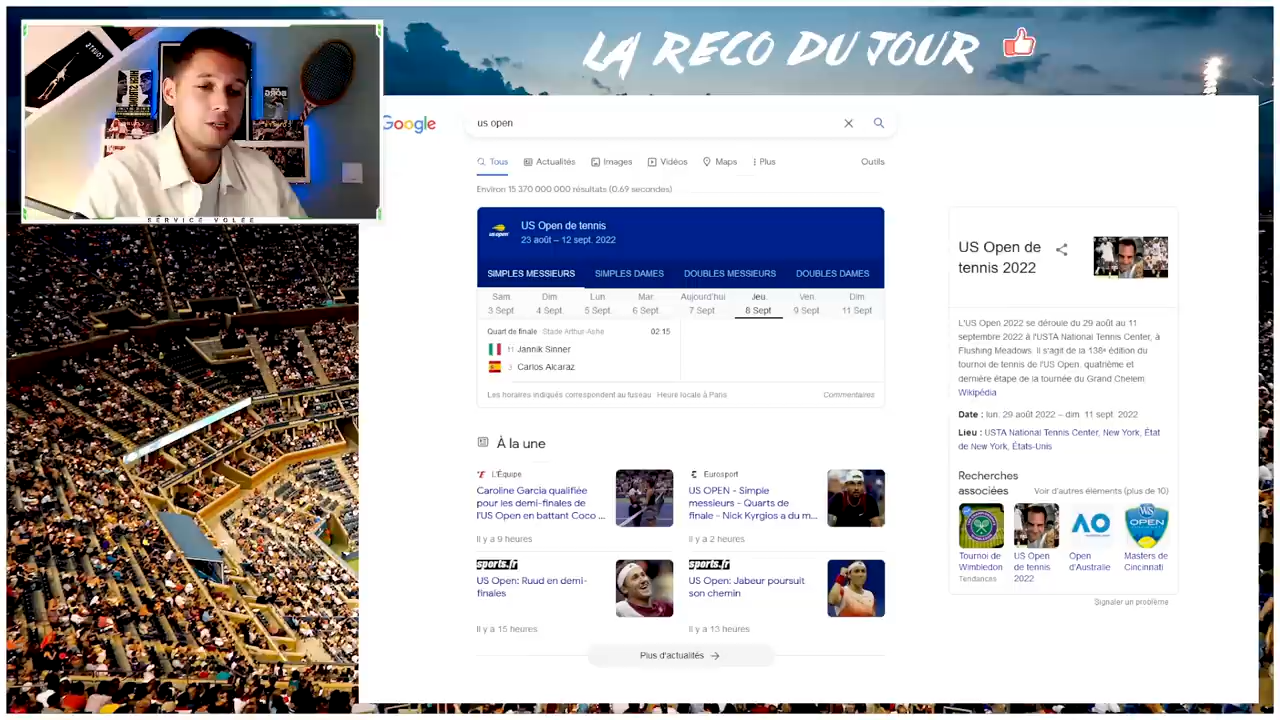 LA RECO DU JOUR
SERVICE VOLÉE
Google
us open
Tous Actualités Images Vidéos Maps Plus Outils
Environ 15 370 000 000 résultats (0.69 secondes)
US Open de tennis
23 août – 12 sept. 2022
us open
SIMPLES MESSIEURS SIMPLES DAMES DOUBLES MESSIEURS DOUBLES DAMES
Sam. Dim. Lun. Mar. Aujourd'hui Jeu. Ven. Dim
3 Sept 4 Sept. 5 Sept. 6 Sept. 7 Sept 8 Sept 9 Sept. 11 Sept
Quart de finale Stade Arthur-Ashe 02:15
11 Jannik Sinner
3 Carlos Alcaraz
Les horaires indiqués correspondent au fuseau Heure locale à Paris Commentaires
À la une
L'Équipe
Caroline Garcia qualifiée
pour les demi-finales de
l'US Open en battant Coco ...
Il y a 9 heures
Eurosport
US OPEN - Simple
messieurs - Quarts de
finale - Nick Kyrgios a du m...
Il y a 2 heures
sports.fr
US Open: Ruud en demi-
finales
Il y a 15 heures
sports.fr
US Open: Jabeur poursuit
son chemin
Il y a 13 heures
Plus d'actualités
US Open de
tennis 2022
L'US Open 2022 se déroule du 29 août au 11
septembre 2022 à l'USTA National Tennis Center, à
Flushing Meadows. Il s'agit de la 138ᵉ édition du
tournoi de tennis de l'US Open, quatrième et
dernière étape de la tournée du Grand Chelem.
Wikipédia
Date : lun. 29 août 2022 – dim. 11 sept. 2022
Lieu : USTA National Tennis Center, New York, État
de New York, États-Unis
Recherches
associées Voir d'autres éléments (plus de 10)
AO
W&S
OPEN
Tournoi de
Wimbledon
Tendances
US Open
de tennis
2022
Open
d'Australie
Masters de
Cincinnati
Signaler un problème